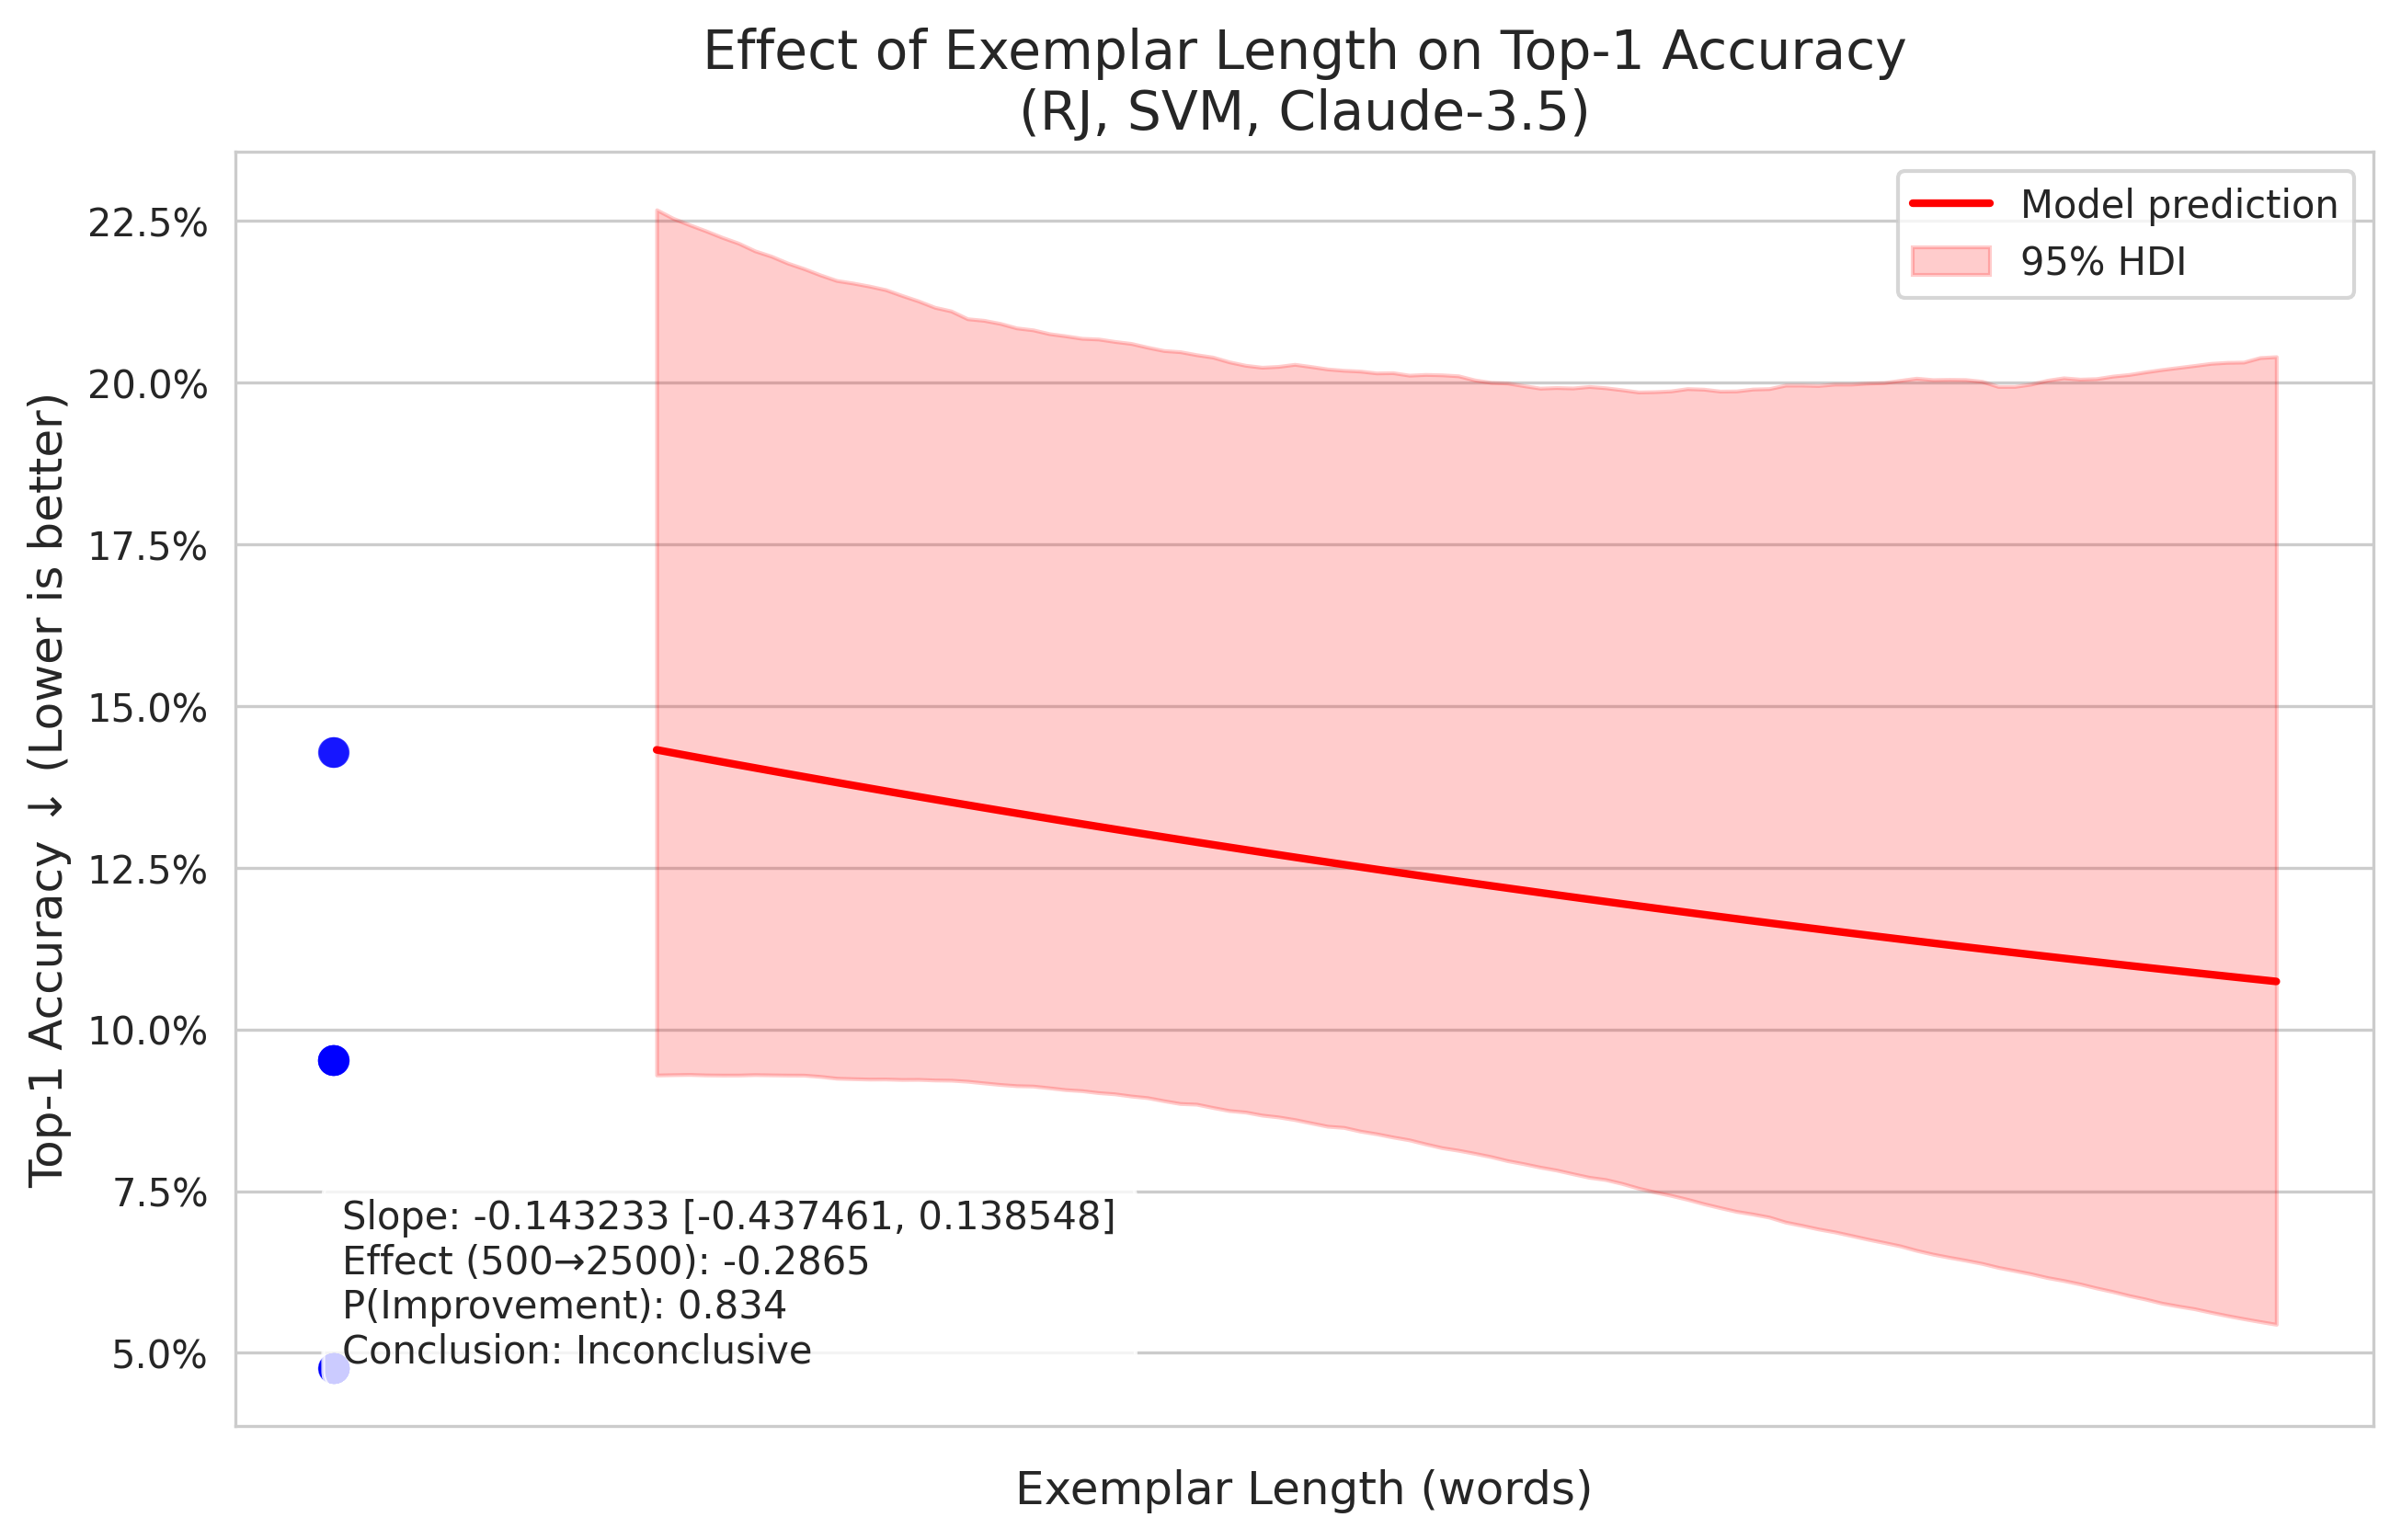 Effect of Exemplar Length on Top-1 Accuracy
(RJ, SVM, Claude-3.5)
Model prediction
95% HDI
22.5%
20.0%
17.5%
15.0%
12.5%
10.0%
7.5%
5.0%
Top-1 Accuracy ↓ (Lower is better)
Slope: -0.143233 [-0.437461, 0.138548]
Effect (500→2500): -0.2865
P(Improvement): 0.834
Conclusion: Inconclusive
Exemplar Length (words)